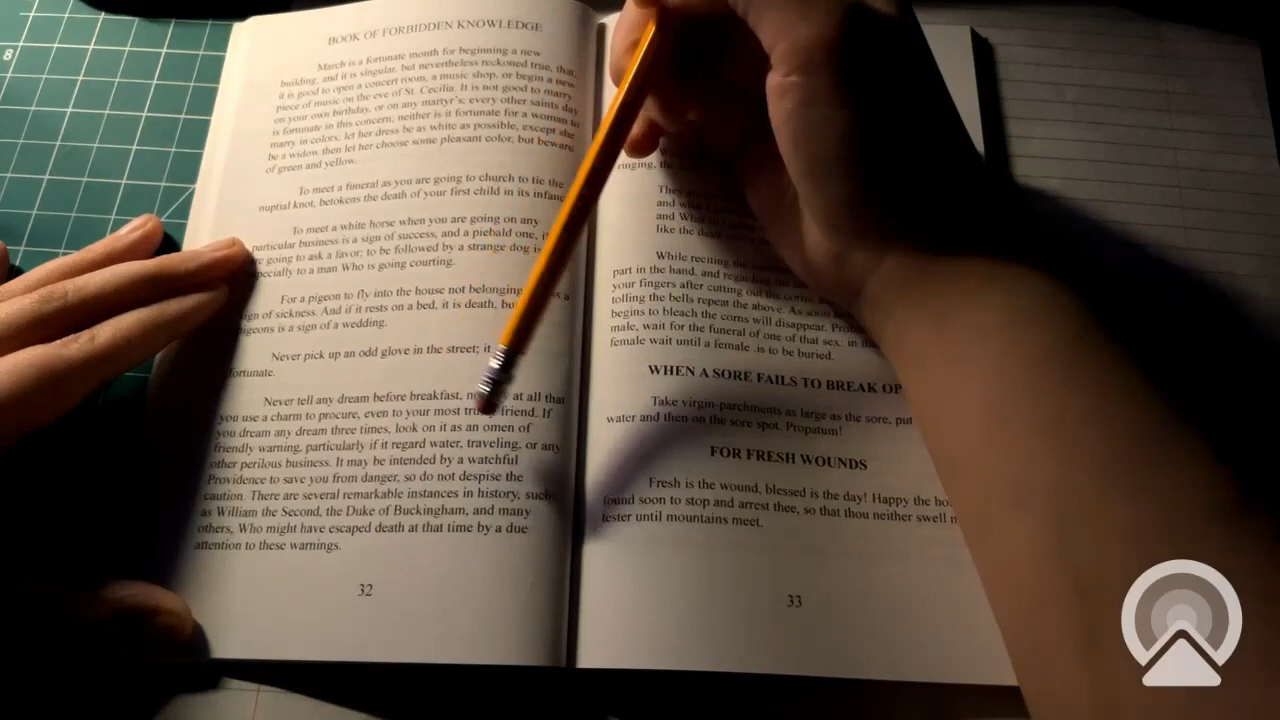 8
BOOK OF FORBIDDEN KNOWLEDGE
March is a fortunate month for beginning a new
building, and it is singular, but nevertheless reckoned true, that,
it is good to open a concert room, a music shop, or begin a new
piece of music on the eve of St. Cecilia. It is not good to marry
on your own birthday, or on any martyr's; every other saints day
is fortunate in this concern; neither is it fortunate for a woman to
marry in colors; let her dress be as white as possible, except she
be a widow then let her choose some pleasant color, but beware
of green and yellow.
To meet a funeral as you are going to church to tie the
nuptial knot, betokens the death of your first child in its
To meet a white horse when you are going on any
particular business is a sign of success, and a piebald one,
going to ask a favor; to be followed by a strange dog is
to a man Who is going courting.
For a pigeon to fly into the house not belonging
of sickness. And if it rests on a bed, it is death,
is a sign of a wedding.
Never pick up an odd glove in the street; it
Never tell any dream before breakfast, at all that
you use a charm to procure, even to your most friend. If
you dream any dream three times, look on it as an omen of
friendly warning, particularly if it regard water, traveling, or any
other perilous business. It may be intended by a watchful
Providence to save you from danger, so do not despise the
caution. There are several remarkable instances in history, such
as William the Second, the Duke of Buckingham, and many
others, Who might have escaped death at that time by a due
attention to these warnings.
32
ringing, the
They
and
and What
like the
While reciting the
part in the hand, and
your fingers after cutting
tolling the bells repeat the above. As soon
begins to bleach the corns will disappear.
male, wait for the funeral of one of that sex. in
female wait until a female .is to be buried.
WHEN A SORE FAILS TO BREAK
Take virgin-parchments as large as the sore, put
water and then on the sore spot. Propatum!
FOR FRESH WOUNDS
Fresh is the wound, blessed is the day! Happy the
found soon to stop and arrest thee, so that thou neither swell
tester until mountains meet.
33